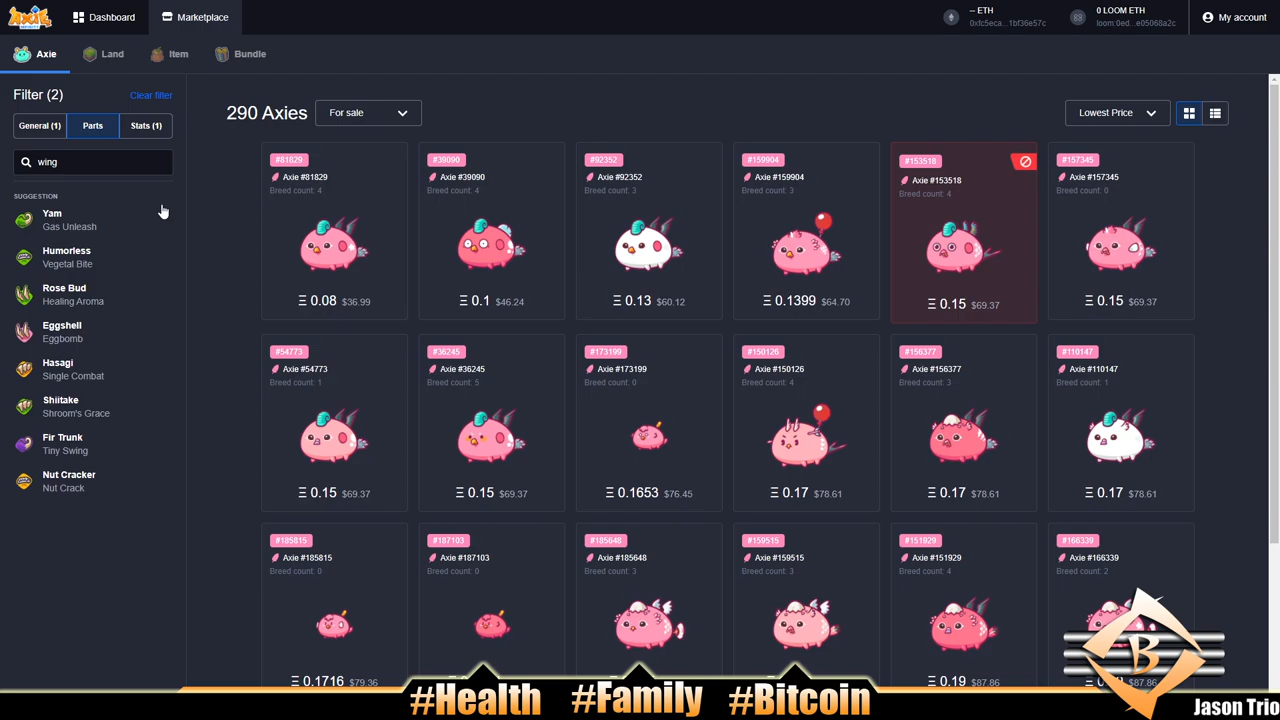 AXIE
Dashboard
Marketplace
-- ETH
0xfc5eca...1bf36e57c
0 LOOM ETH
loom:0ed...e05068a2c
My account
Axie
Land
Item
Bundle
Filter (2)
Clear filter
General (1)
Parts
Stats (1)
wing
SUGGESTION
Yam
Gas Unleash
Humorless
Vegetal Bite
Rose Bud
Healing Aroma
Eggshell
Eggbomb
Hasagi
Single Combat
Shiitake
Shroom's Grace
Fir Trunk
Tiny Swing
Nut Cracker
Nut Crack
290 Axies
For sale
Lowest Price
#81829
Axie #81829
Breed count: 4
Ξ 0.08 $36.99
#39090
Axie #39090
Breed count: 4
Ξ 0.1 $46.24
#92352
Axie #92352
Breed count: 3
Ξ 0.13 $60.12
#159904
Axie #159904
Breed count: 3
Ξ 0.1399 $64.70
#153518
Axie #153518
Breed count: 4
Ξ 0.15 $69.37
#157345
Axie #157345
Breed count: 0
Ξ 0.15 $69.37
#54773
Axie #54773
Breed count: 1
Ξ 0.15 $69.37
#36245
Axie #36245
Breed count: 5
Ξ 0.15 $69.37
#173199
Axie #173199
Breed count: 0
Ξ 0.1653 $76.45
#150126
Axie #150126
Breed count: 4
Ξ 0.17 $78.61
#156377
Axie #156377
Breed count: 3
Ξ 0.17 $78.61
#110147
Axie #110147
Breed count: 1
Ξ 0.17 $78.61
#185815
Axie #185815
Breed count: 0
Ξ 0.1716 $79.36
#187103
Axie #187103
Breed count: 0
#185648
Axie #185648
Breed count: 3
#159515
Axie #159515
Breed count: 3
#151929
Axie #151929
Breed count: 4
Ξ 0.19 $87.86
#166339
Axie #166339
Breed count: 2
$87.86
B
#Health #Family #Bitcoin
Jason Trio